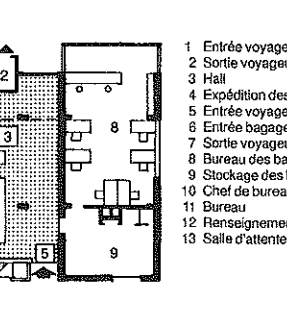 2
3
8
5
9
1 Entrée voyage
2 Sortie voyageu
3 Hall
4 Expédition des
5 Entrée voyage
6 Entrée bagage
7 Sortie voyageu
8 Bureau des ba
9 Stockage des
10 Chef de burea
11 Bureau
12 Renseigneme
13 Salle d'attente